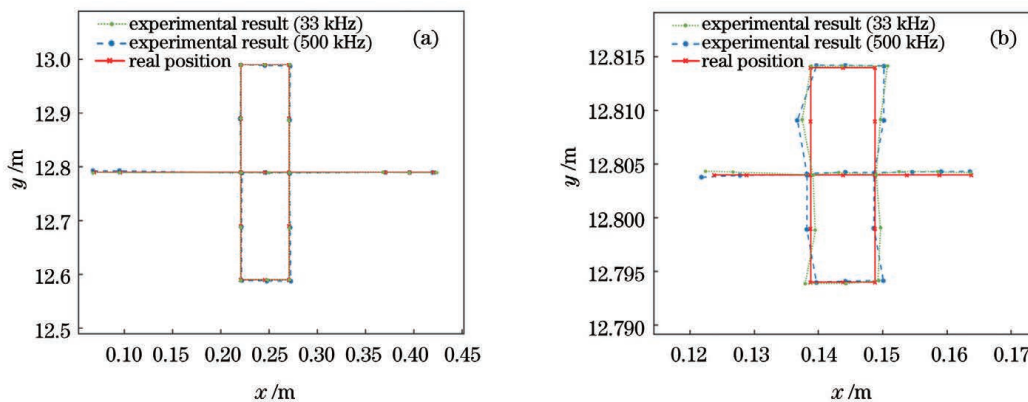 experimental result (33 kHz)
experimental result (500 kHz)
real position
(a)
13.0
12.9
12.8
12.7
12.6
12.5
y /m
0.10 0.15 0.20 0.25 0.30 0.35 0.40 0.45
x /m
experimental result (33 kHz)
experimental result (500 kHz)
real position
(b)
12.815
12.810
12.805
12.800
12.795
12.790
y /m
0.12 0.13 0.14 0.15 0.16 0.17
x /m